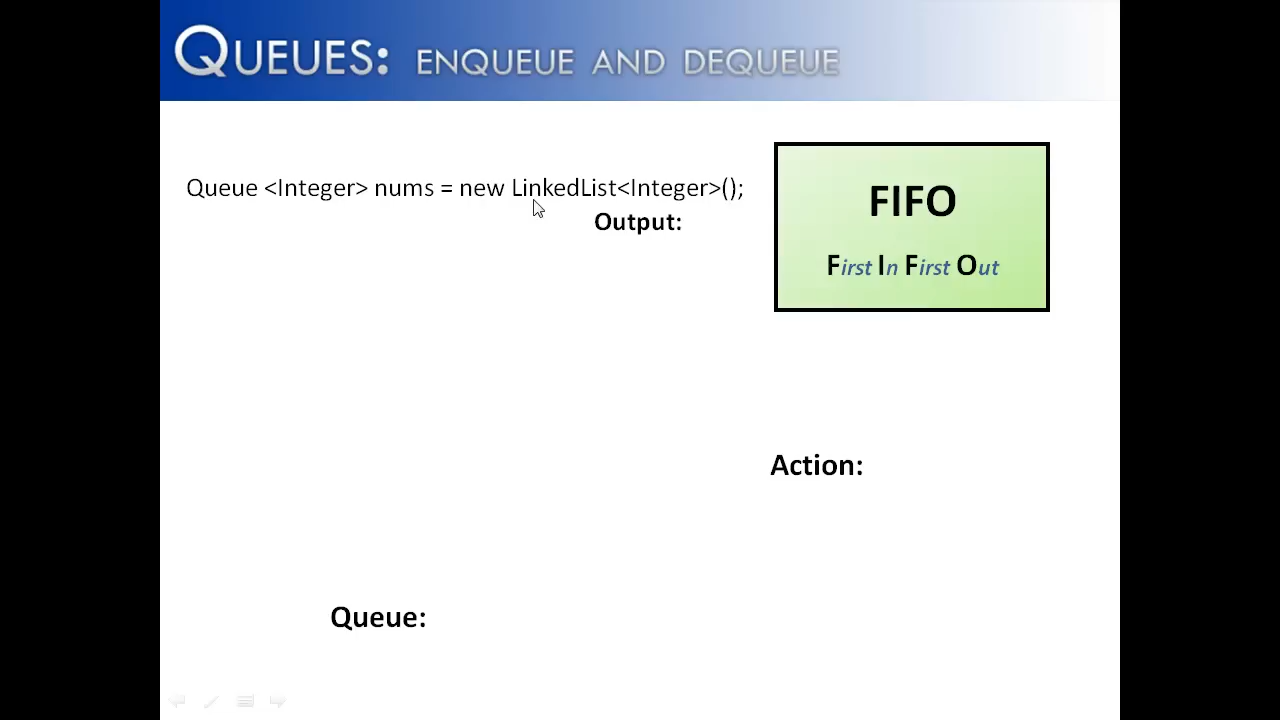 QUEUES: ENQUEUE AND DEQUEUE
Queue <Integer> nums = new LinkedList<Integer>();
Output:
FIFO
First In First Out
Action:
Queue: